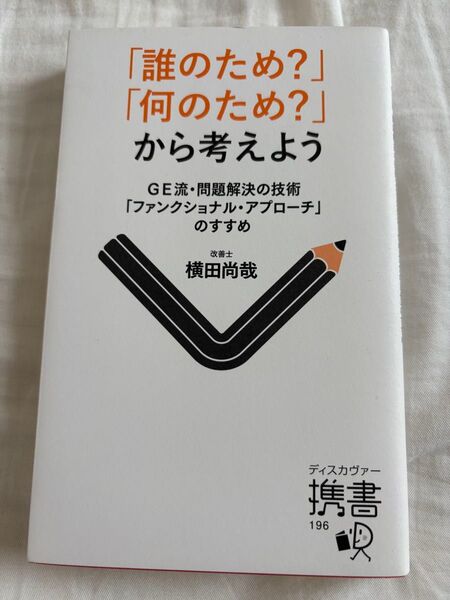 「誰のため？」
「何のため？」
から考えよう
GE流・問題解決の技術
「ファンクショナル・アプローチ」
のすすめ
改善士
横田尚哉
ディスカヴァー
携書
196